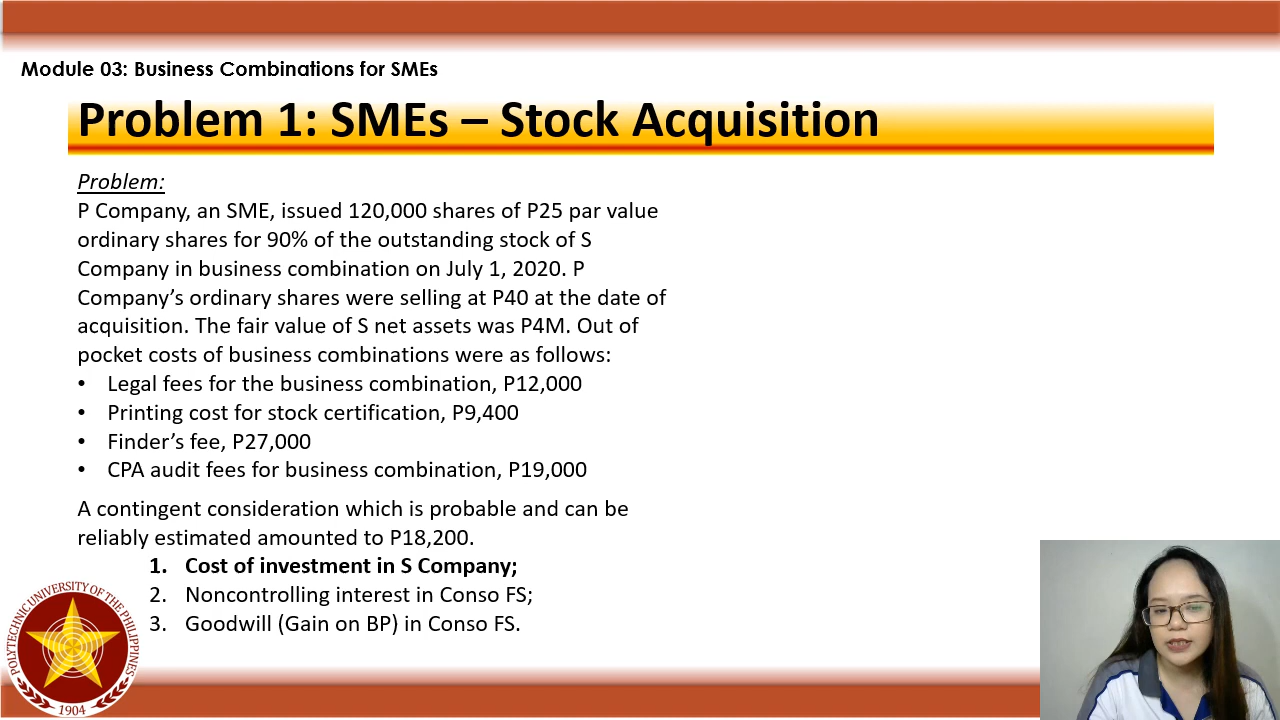 Module 03: Business Combinations for SMEs
Problem 1: SMEs – Stock Acquisition
Problem:
P Company, an SME, issued 120,000 shares of P25 par value
ordinary shares for 90% of the outstanding stock of S
Company in business combination on July 1, 2020. P
Company’s ordinary shares were selling at P40 at the date of
acquisition. The fair value of S net assets was P4M. Out of
pocket costs of business combinations were as follows:
• Legal fees for the business combination, P12,000
• Printing cost for stock certification, P9,400
• Finder’s fee, P27,000
• CPA audit fees for business combination, P19,000
A contingent consideration which is probable and can be
reliably estimated amounted to P18,200.
1. Cost of investment in S Company;
2. Noncontrolling interest in Conso FS;
3. Goodwill (Gain on BP) in Conso FS.
POLYTECHNIC UNIVERSITY OF THE PHILIPPINES
1904